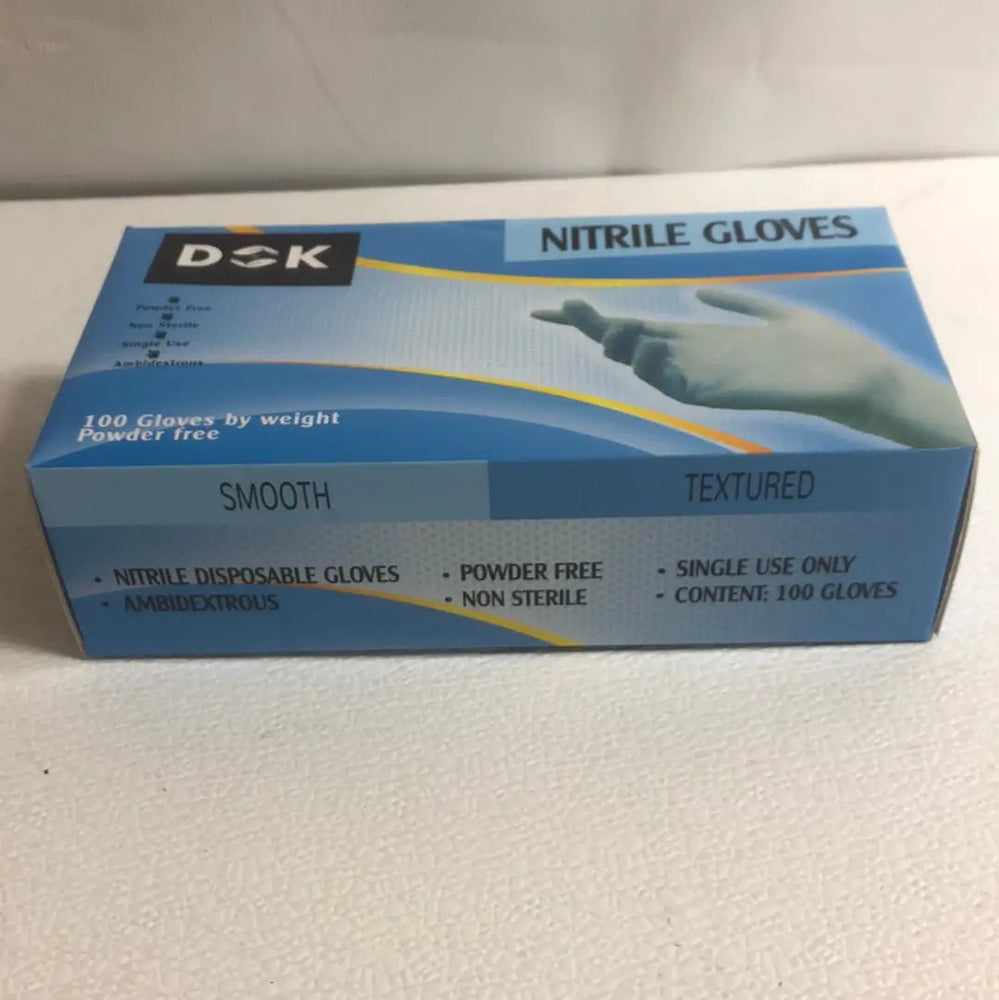 D K
NITRILE GLOVES
Powder Free
Non Sterile
Single Use
Ambidextrous
100 Gloves by weight
Powder free
SMOOTH
TEXTURED
• NITRILE DISPOSABLE GLOVES
• AMBIDEXTROUS
• POWDER FREE
• NON STERILE
• SINGLE USE ONLY
• CONTENT: 100 GLOVES